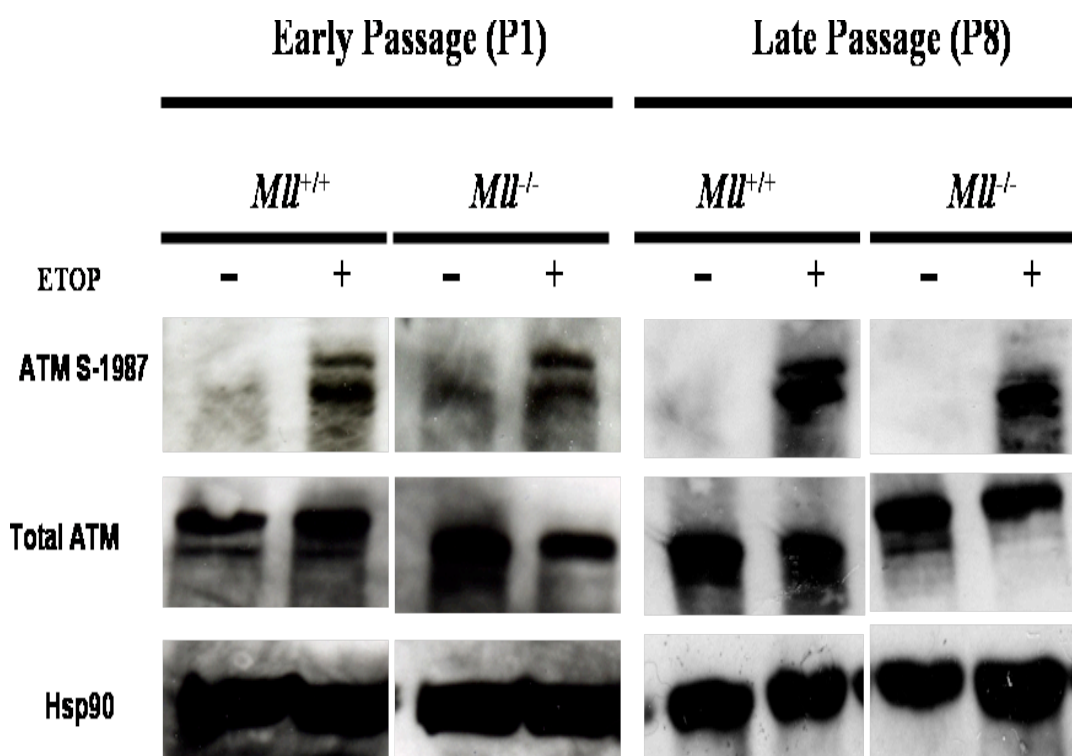 Early Passage (P1) Late Passage (P8)
Mll+/+ Mll-/- Mll+/+ Mll-/-
ETOP - + - + - + - +
ATM S-1987
Total ATM
Hsp90